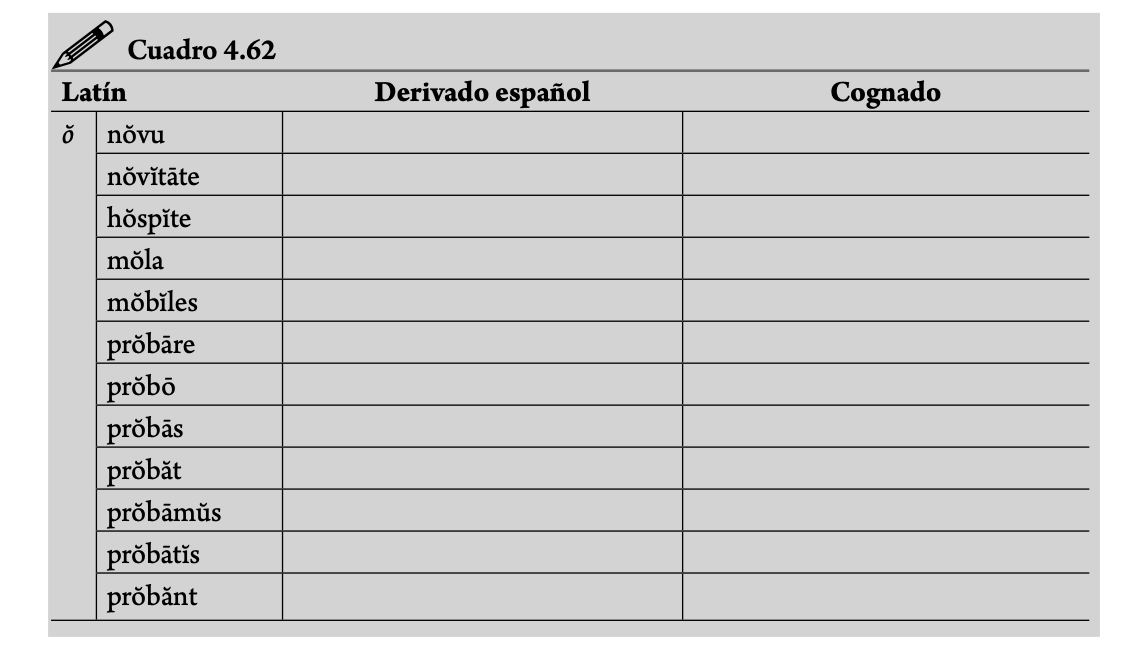 Cuadro 4.62
Latín Derivado español Cognado
ŏ nŏvu
nŏvĭtāte
hŏspĭte
mŏla
mŏbĭles
prŏbāre
prŏbō
prŏbās
prŏbăt
prŏbāmŭs
prŏbātĭs
prŏbănt